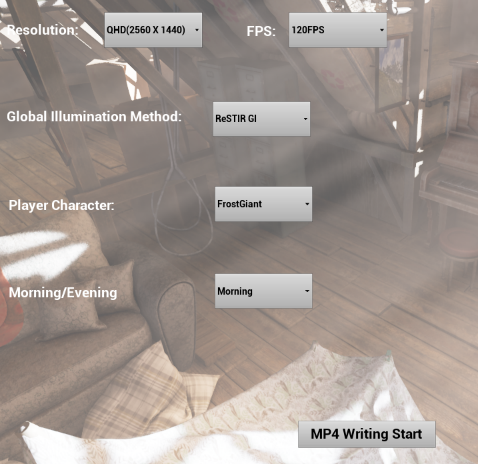 Resolution: QHD(2560 X 1440) FPS: 120FPS
Global Illumination Method: ReSTIR GI
Player Character: FrostGiant
Morning/Evening Morning
MP4 Writing Start